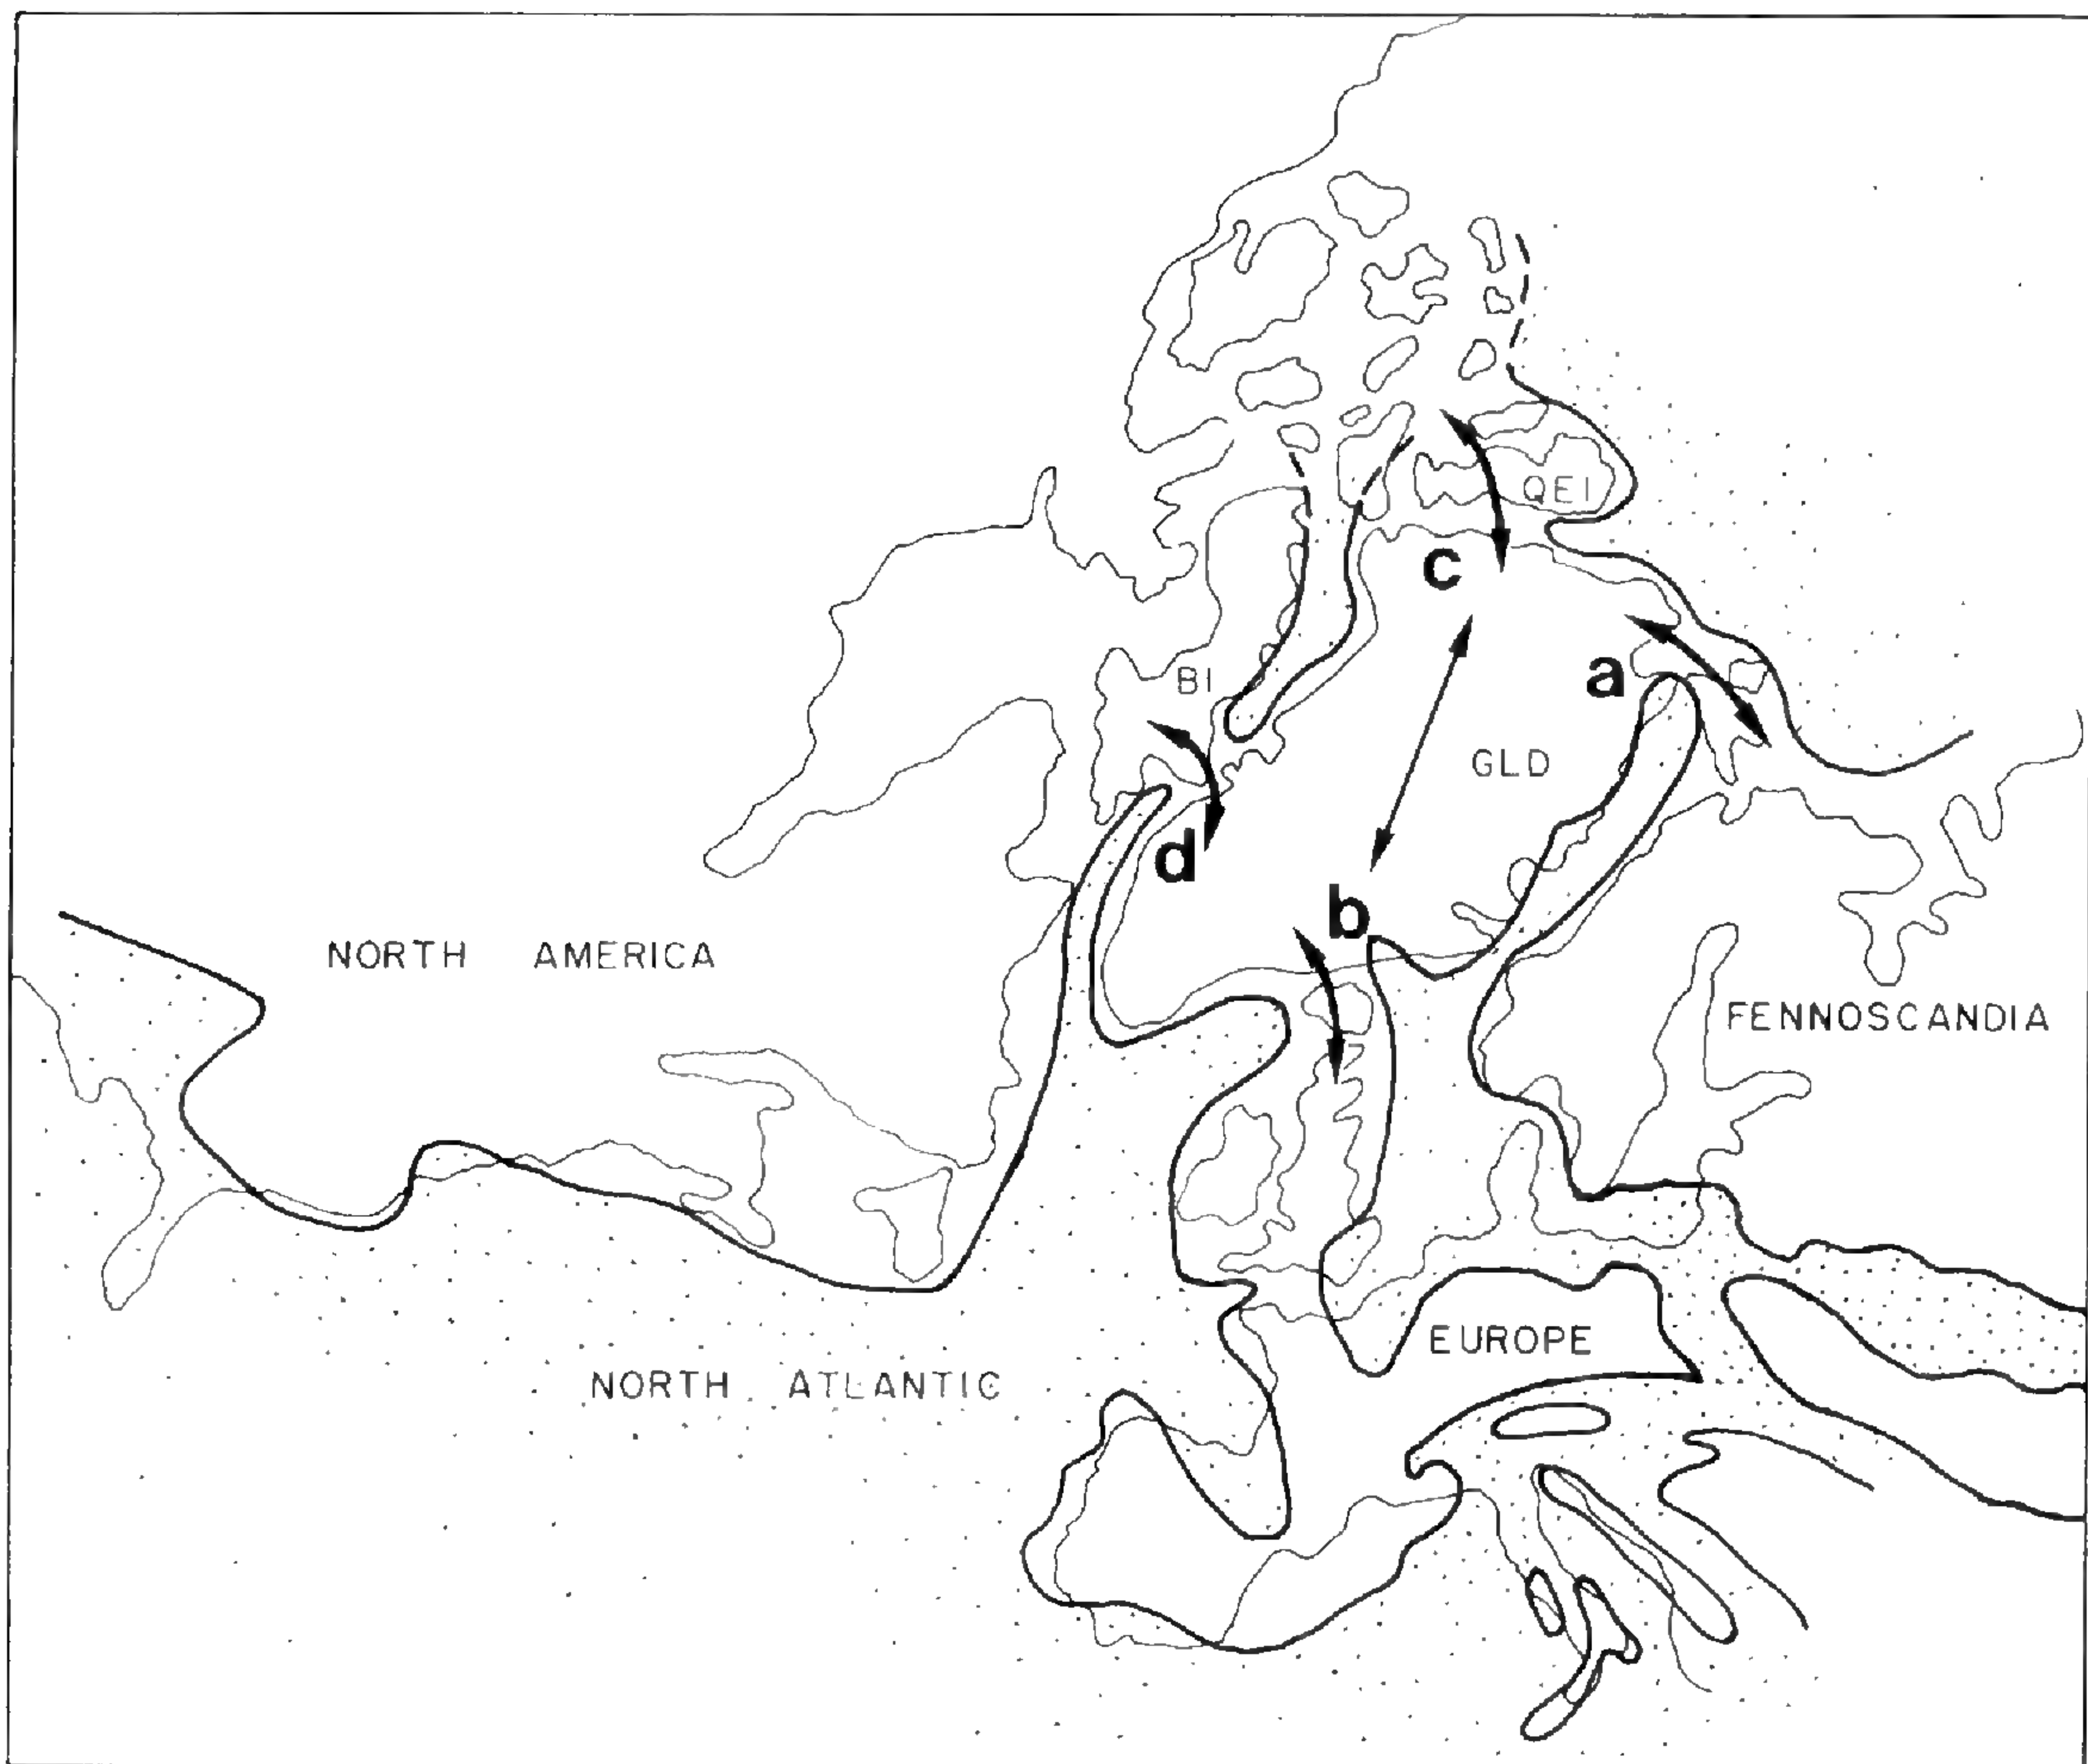 QEI
c
a
BI
GLD
d
b
NORTH AMERICA
FENNOSCANDIA
EUROPE
NORTH ATLANTIC